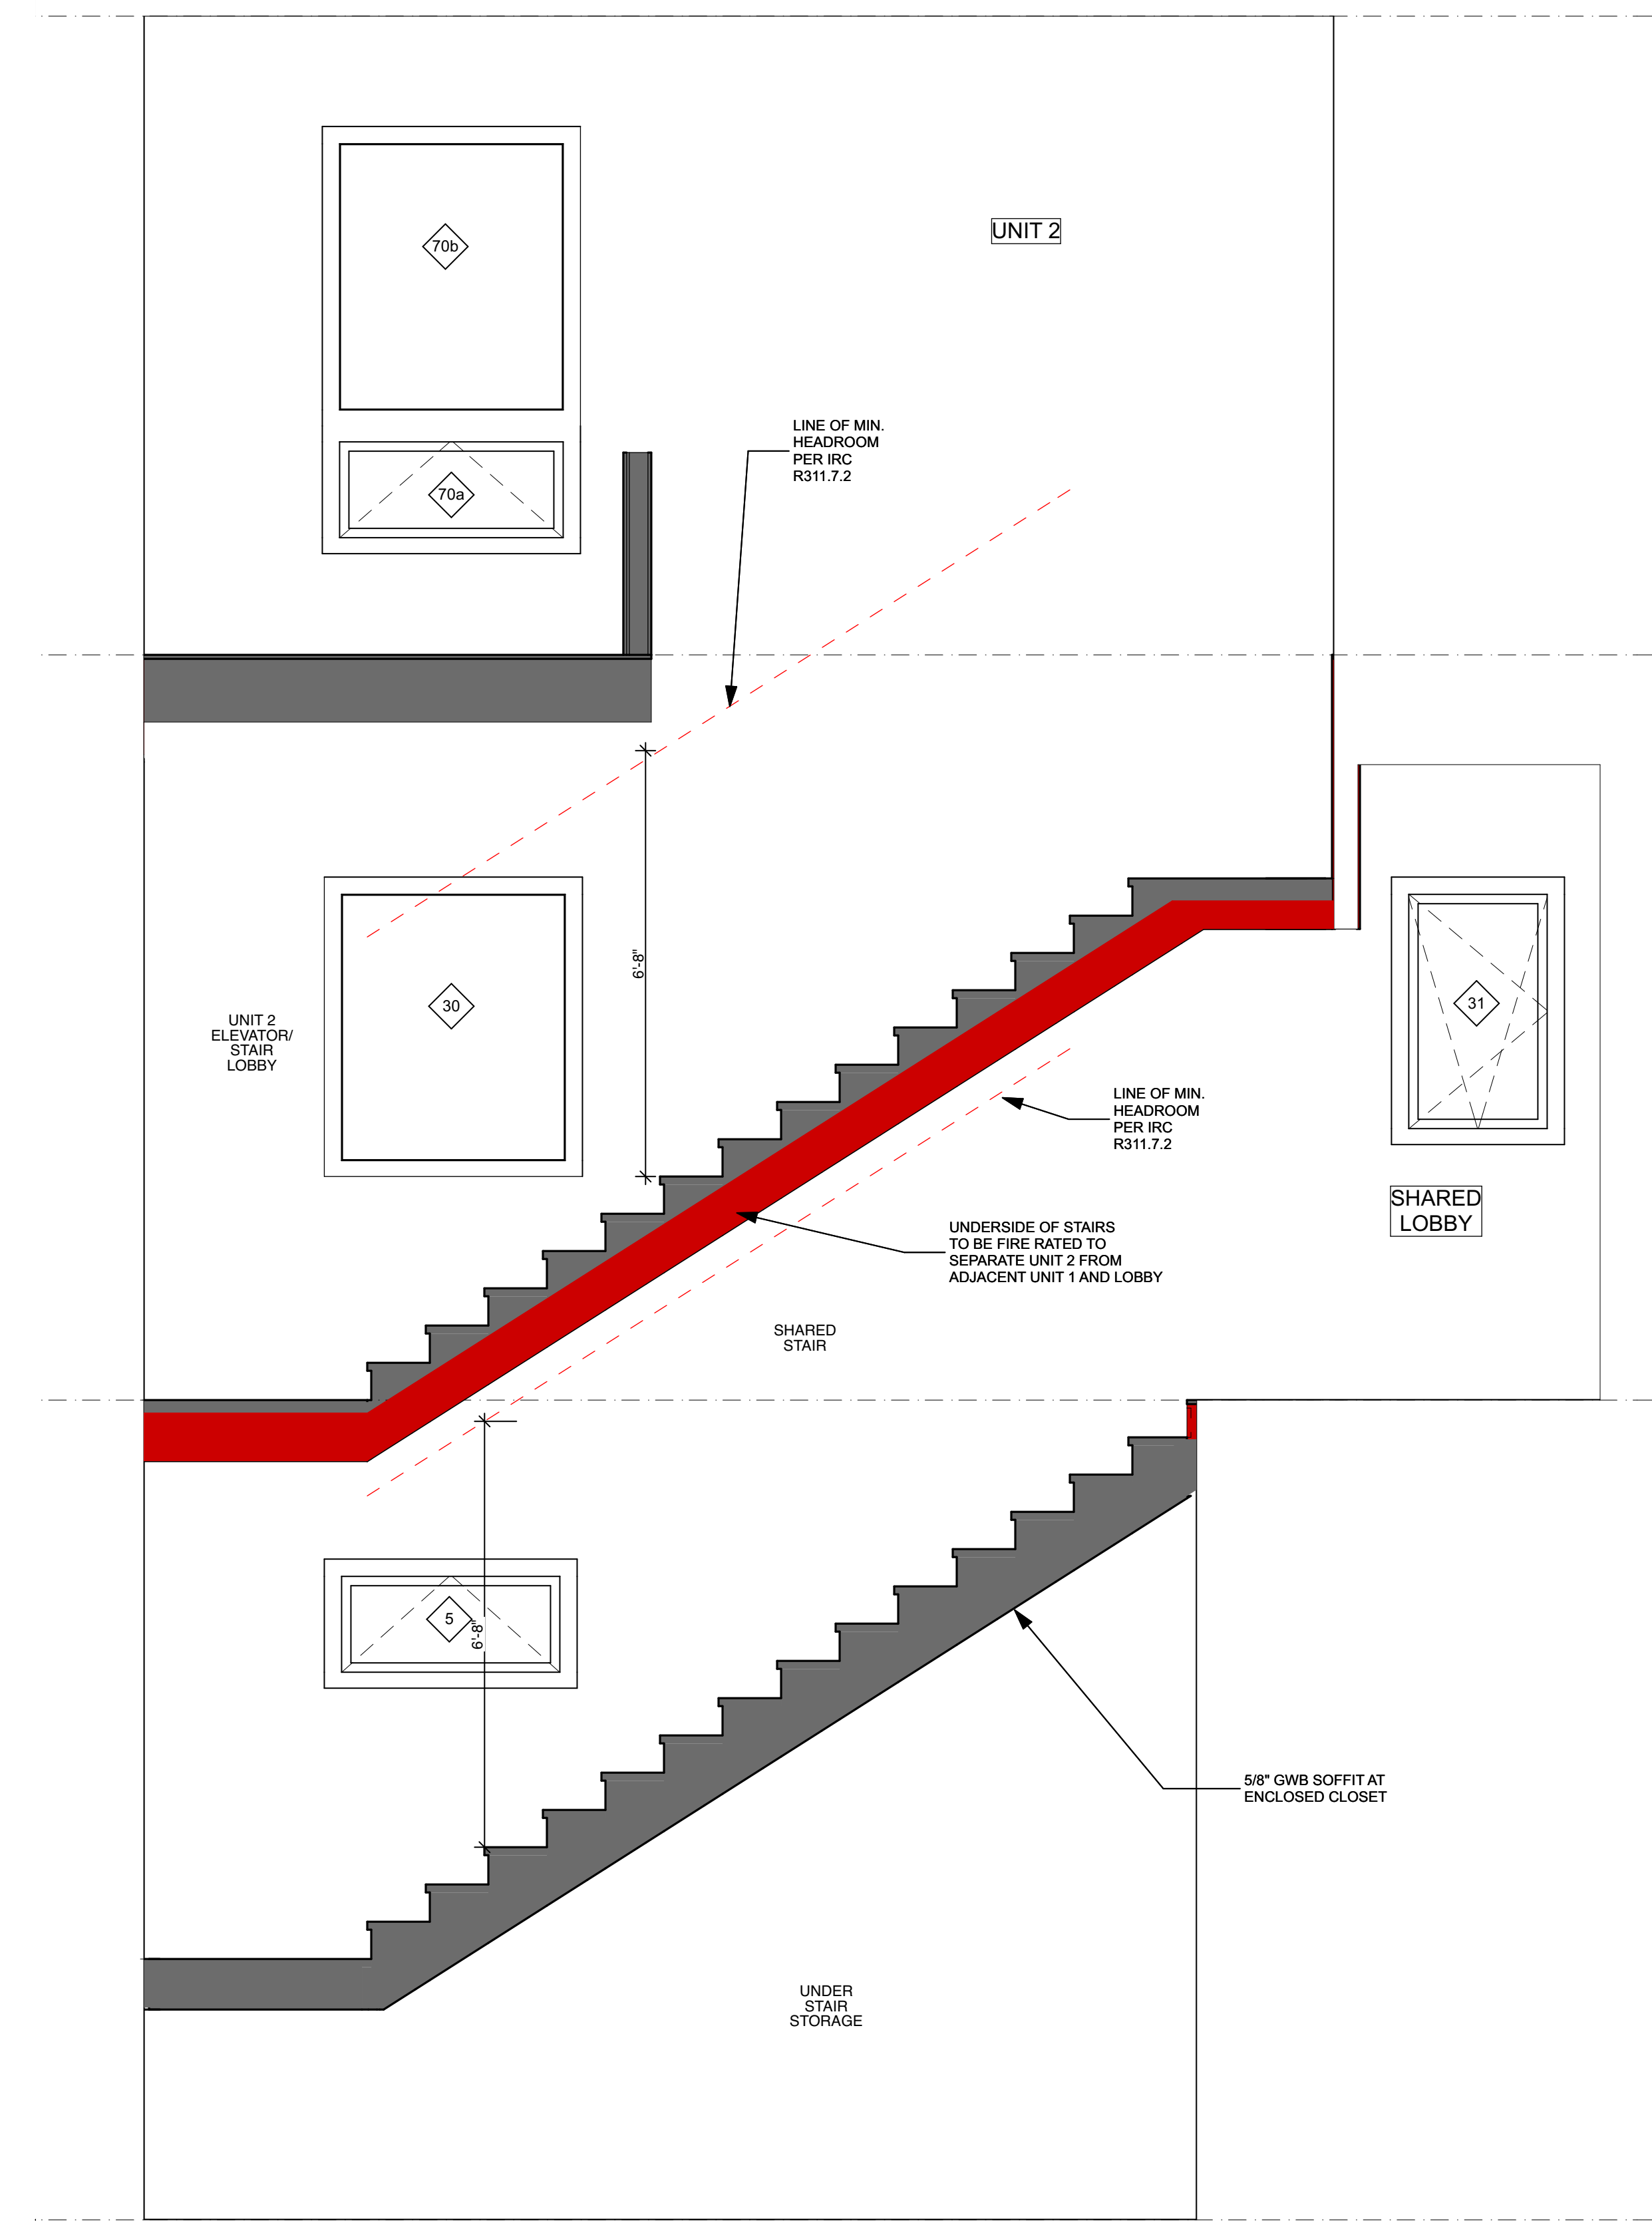 70b
UNIT 2
LINE OF MIN.
HEADROOM
PER IRC
R311.7.2
70a
6'-8"
30
UNIT 2
ELEVATOR/
STAIR
LOBBY
31
LINE OF MIN.
HEADROOM
PER IRC
R311.7.2
SHARED
LOBBY
UNDERSIDE OF STAIRS
TO BE FIRE RATED TO
SEPARATE UNIT 2 FROM
ADJACENT UNIT 1 AND LOBBY
SHARED
STAIR
5
6'-8"
5/8" GWB SOFFIT AT
ENCLOSED CLOSET
UNDER
STAIR
STORAGE